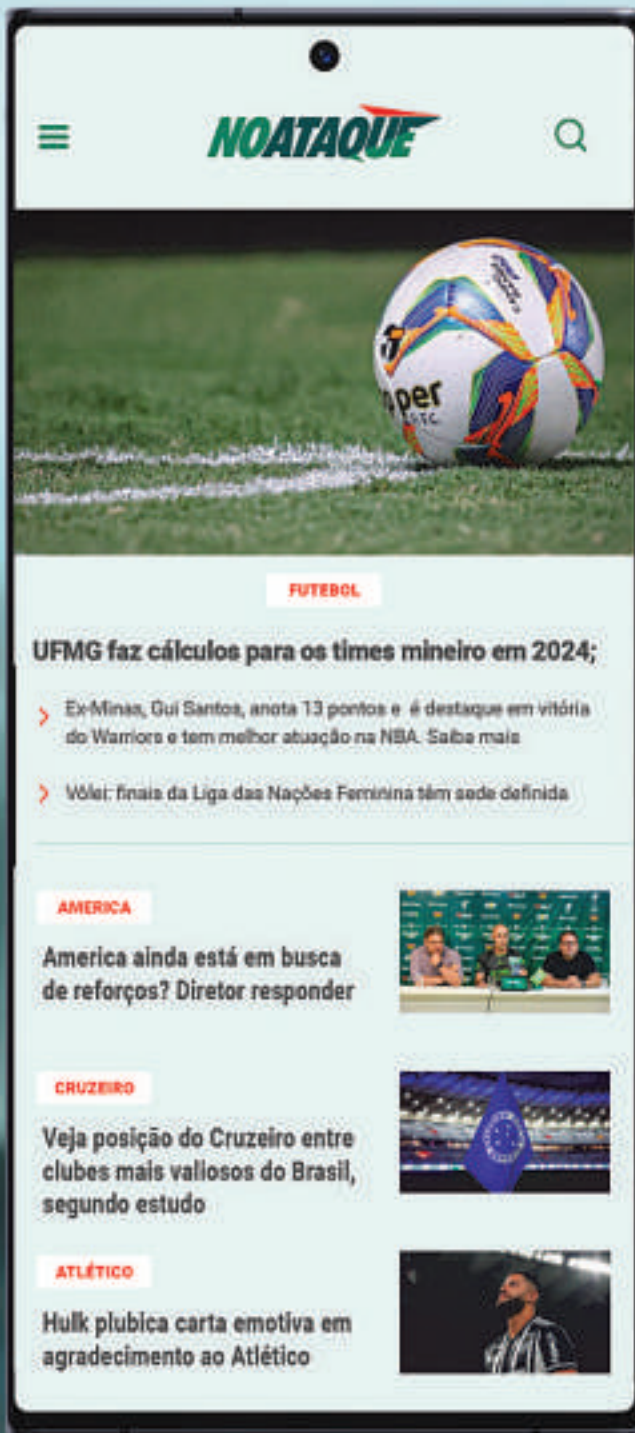 NOATAQUE
per
F.C.
FUTEBOL
UFMG faz cálculos para os times mineiro em 2024;
Ex-Minas, Gui Santos, anota 13 pontos e é destaque em vitória
do Warriors e tem melhor atuação na NBA. Saiba mais
Vôlei: finais da Liga das Nações Feminina têm sede definida
AMERICA
America ainda está em busca
de reforços? Diretor responder
CRUZEIRO
Veja posição do Cruzeiro entre
clubes mais valiosos do Brasil,
segundo estudo
ATLÉTICO
Hulk plubica carta emotiva em
agradecimento ao Atlético